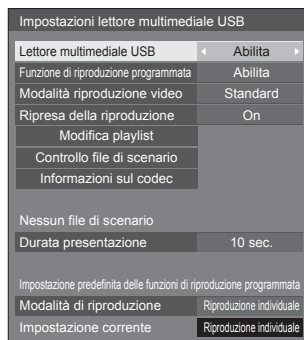 Impostazioni lettore multimediale USB
Lettore multimediale USB Abilita
Funzione di riproduzione programmata Abilita
Modalità riproduzione video Standard
Ripresa della riproduzione On
Modifica playlist
Controllo file di scenario
Informazioni sul codec
Nessun file di scenario
Durata presentazione 10 sec.
Impostazione predefinita delle funzioni di riproduzione programmata
Modalità di riproduzione Riproduzione individuale
Impostazione corrente Riproduzione individuale